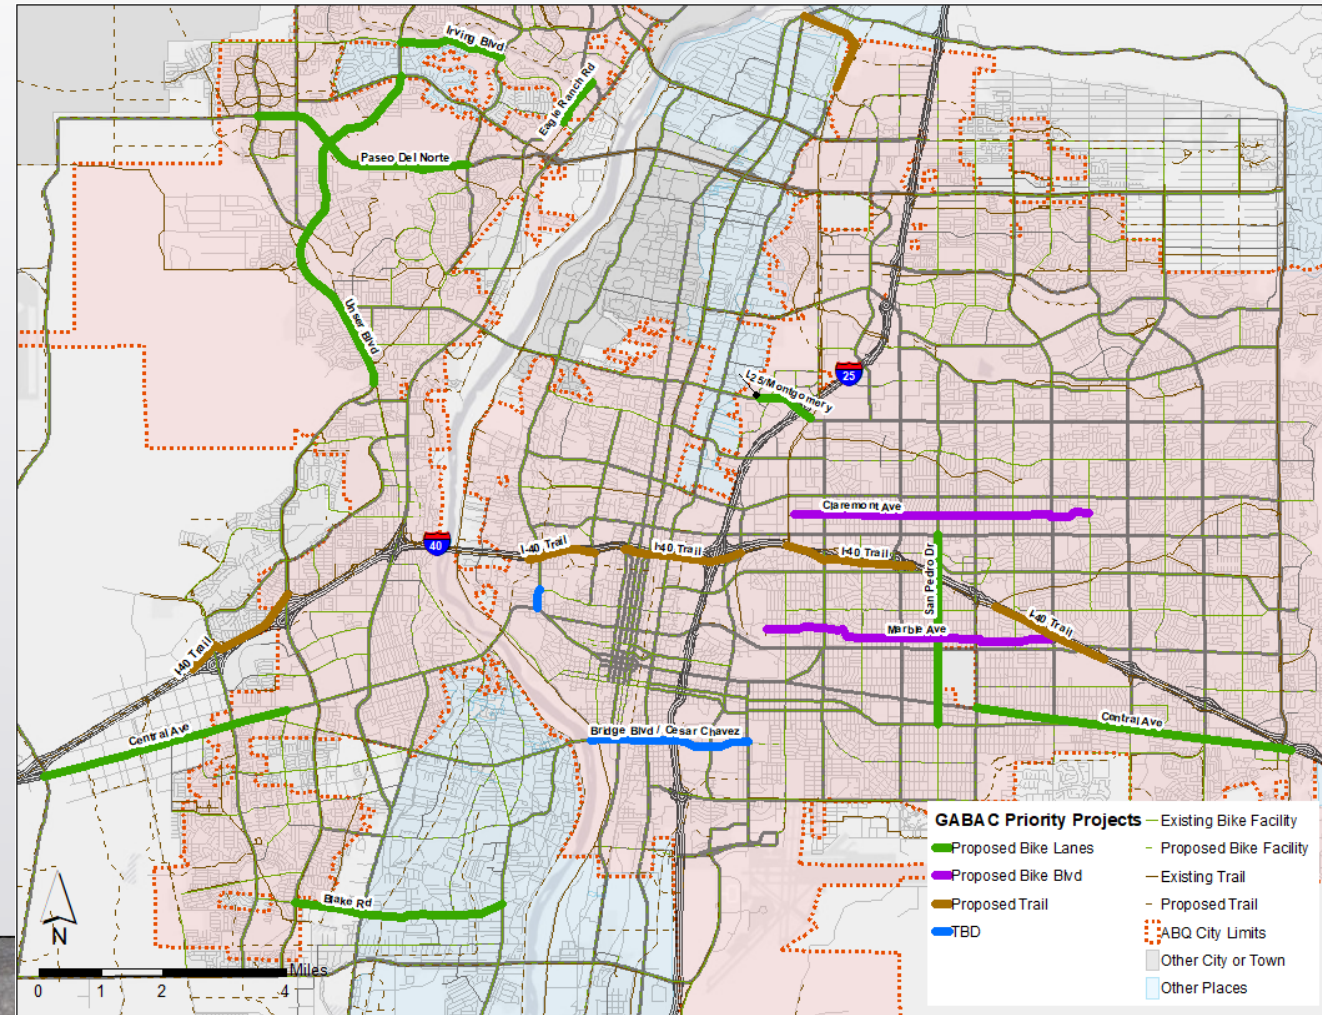 Irving Blvd
Eagle Ranch Rd
Paseo Del Norte
Unser Blvd
I-25/Montgomery
25
Claremont Ave
40
I-40 Trail
I-40 Trail
I-40 Trail
San Pedro Dr
I-40 Trail
Marble Ave
I-40 Trail
Central Ave
Central Ave
Bridge Blvd / Cesar Chavez
Blake Rd
N
Miles
0 1 2 4
GABAC Priority Projects
Proposed Bike Lanes
Proposed Bike Blvd
Proposed Trail
TBD
Existing Bike Facility
Proposed Bike Facility
Existing Trail
Proposed Trail
ABQ City Limits
Other City or Town
Other Places